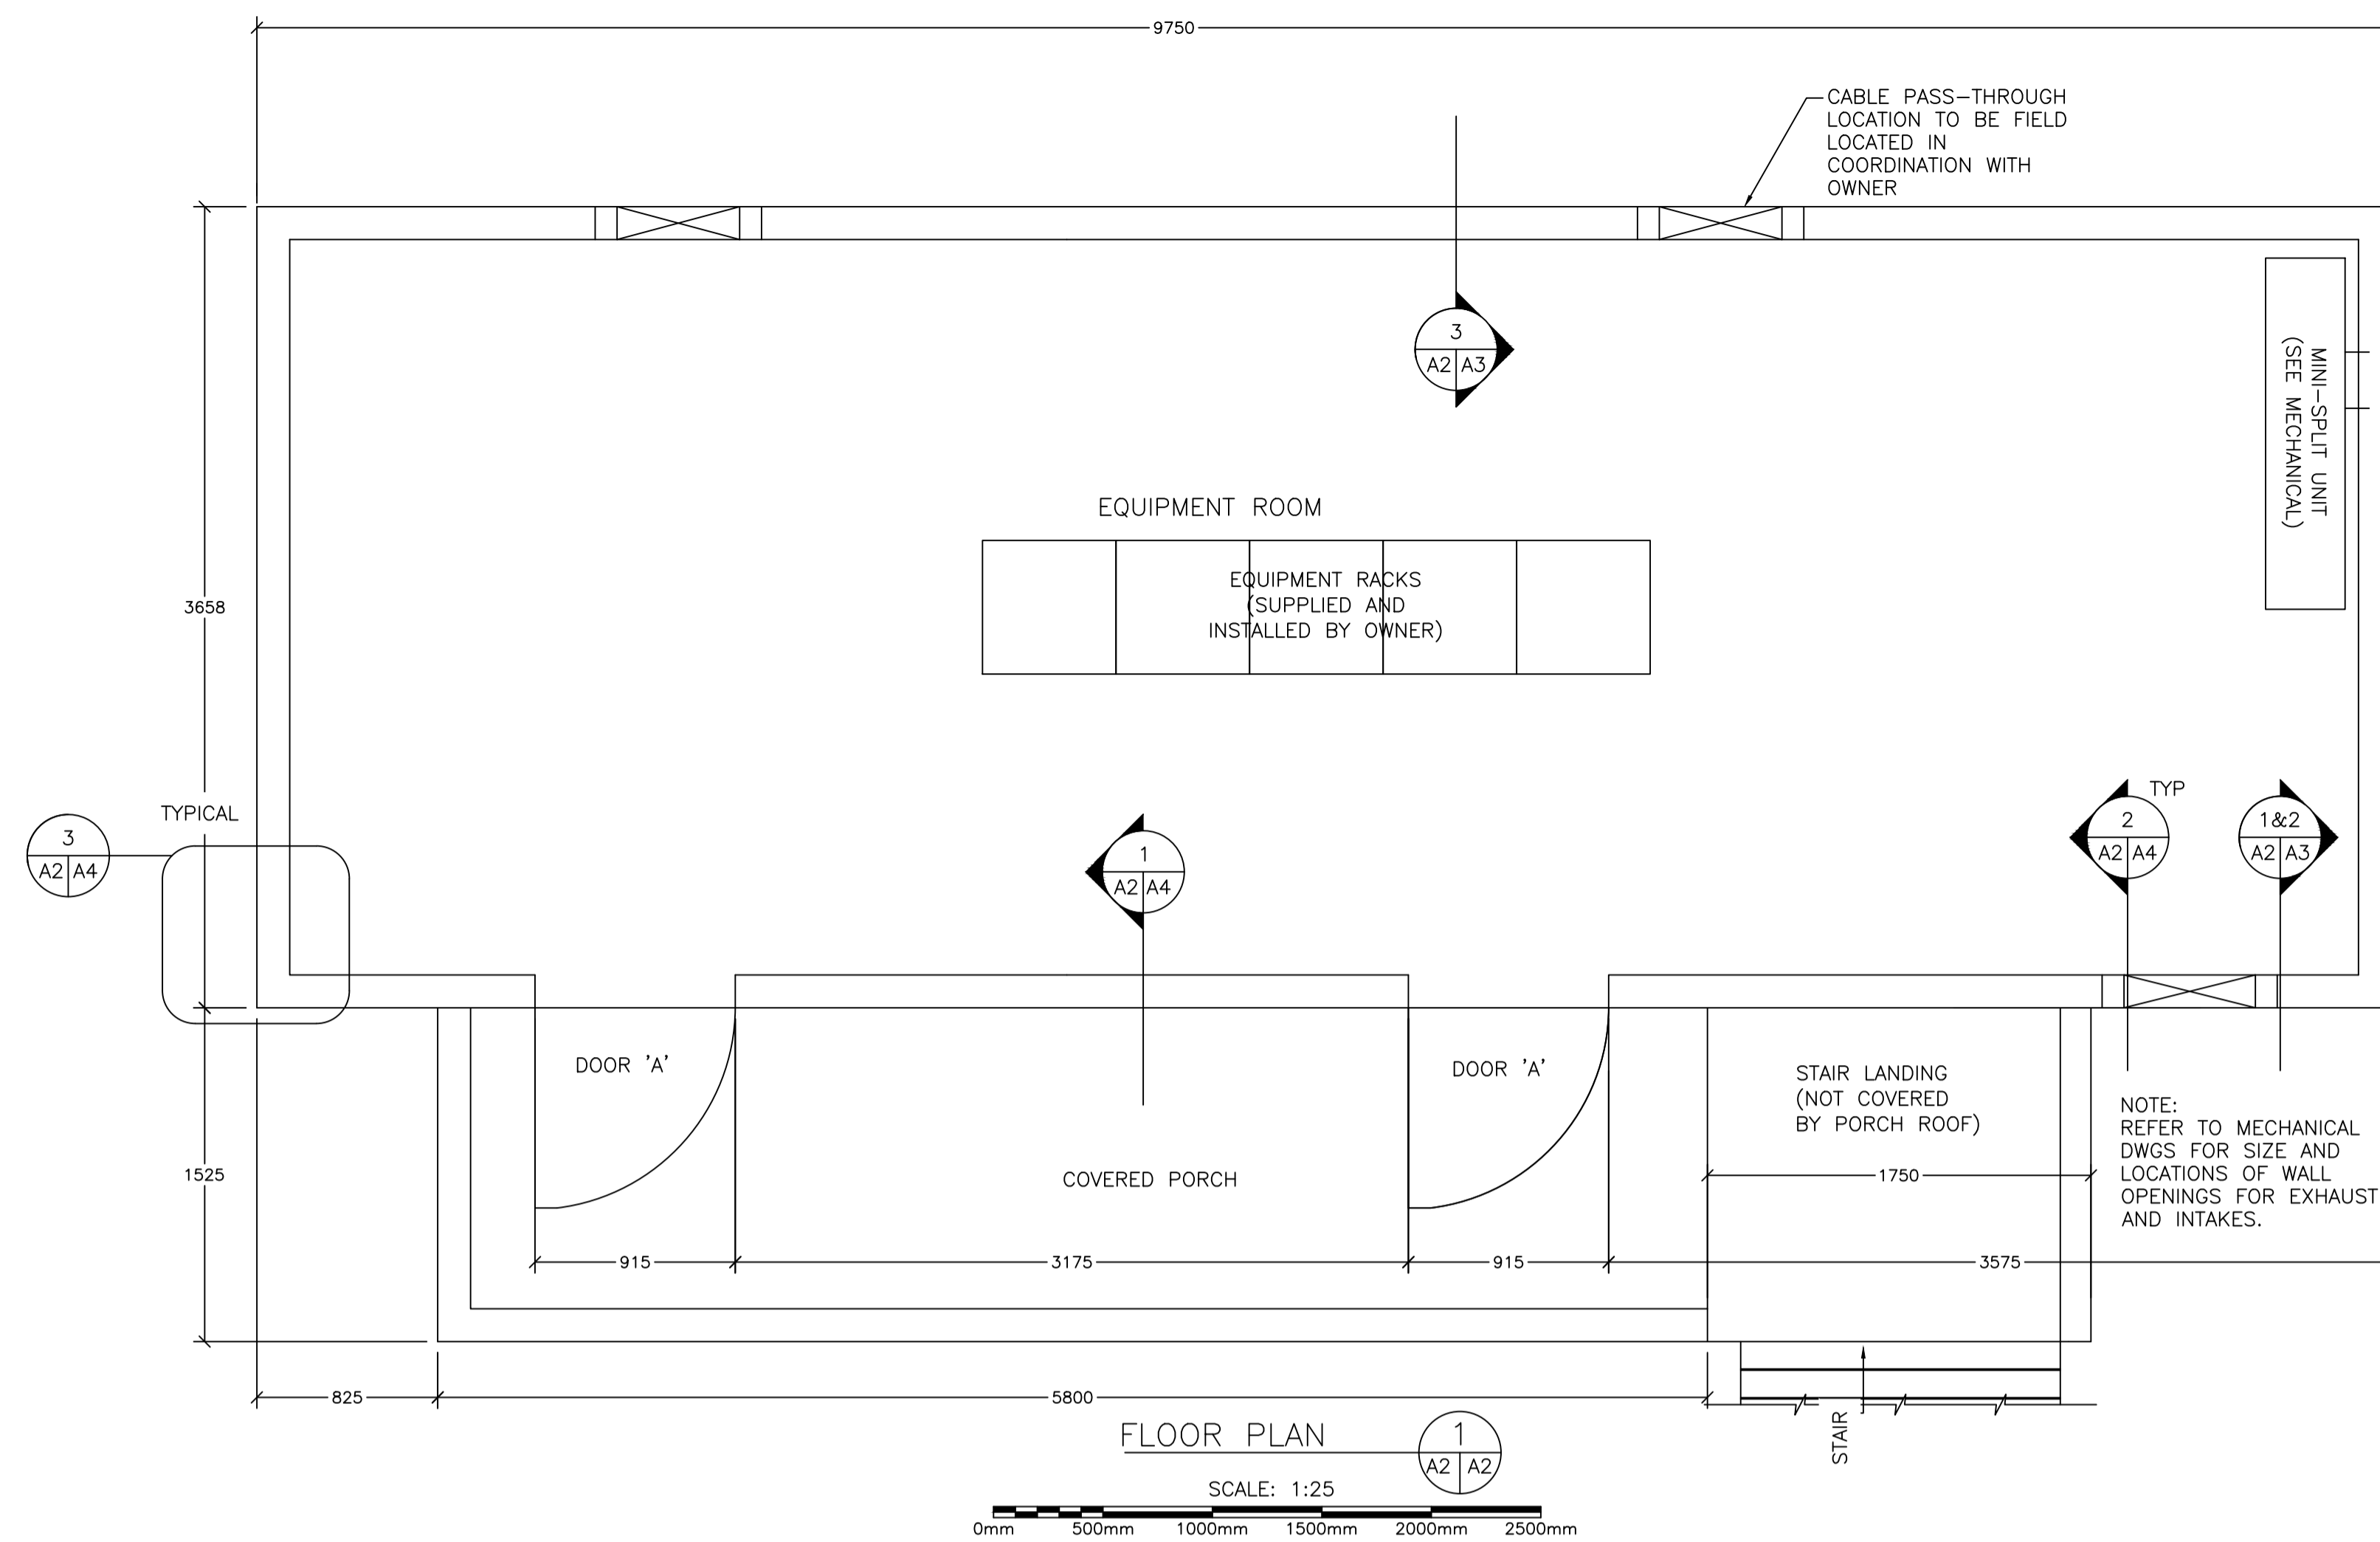 9750
CABLE PASS-THROUGH
LOCATION TO BE FIELD
LOCATED IN
COORDINATION WITH
OWNER
3
A2 A3
MINI-SPLIT UNIT
(SEE MECHANICAL)
EQUIPMENT ROOM
EQUIPMENT RACKS
(SUPPLIED AND
INSTALLED BY OWNER)
3658
TYPICAL
3
A2 A4
1
A2 A4
TYP
2
A2 A4
1&2
A2 A3
DOOR 'A'
DOOR 'A'
STAIR LANDING
(NOT COVERED
BY PORCH ROOF)
NOTE:
REFER TO MECHANICAL
DWGS FOR SIZE AND
LOCATIONS OF WALL
OPENINGS FOR EXHAUST
AND INTAKES.
1525
COVERED PORCH
1750
915
3175
915
3575
825
5800
STAIR
FLOOR PLAN
1
A2 A2
SCALE: 1:25
0mm 500mm 1000mm 1500mm 2000mm 2500mm